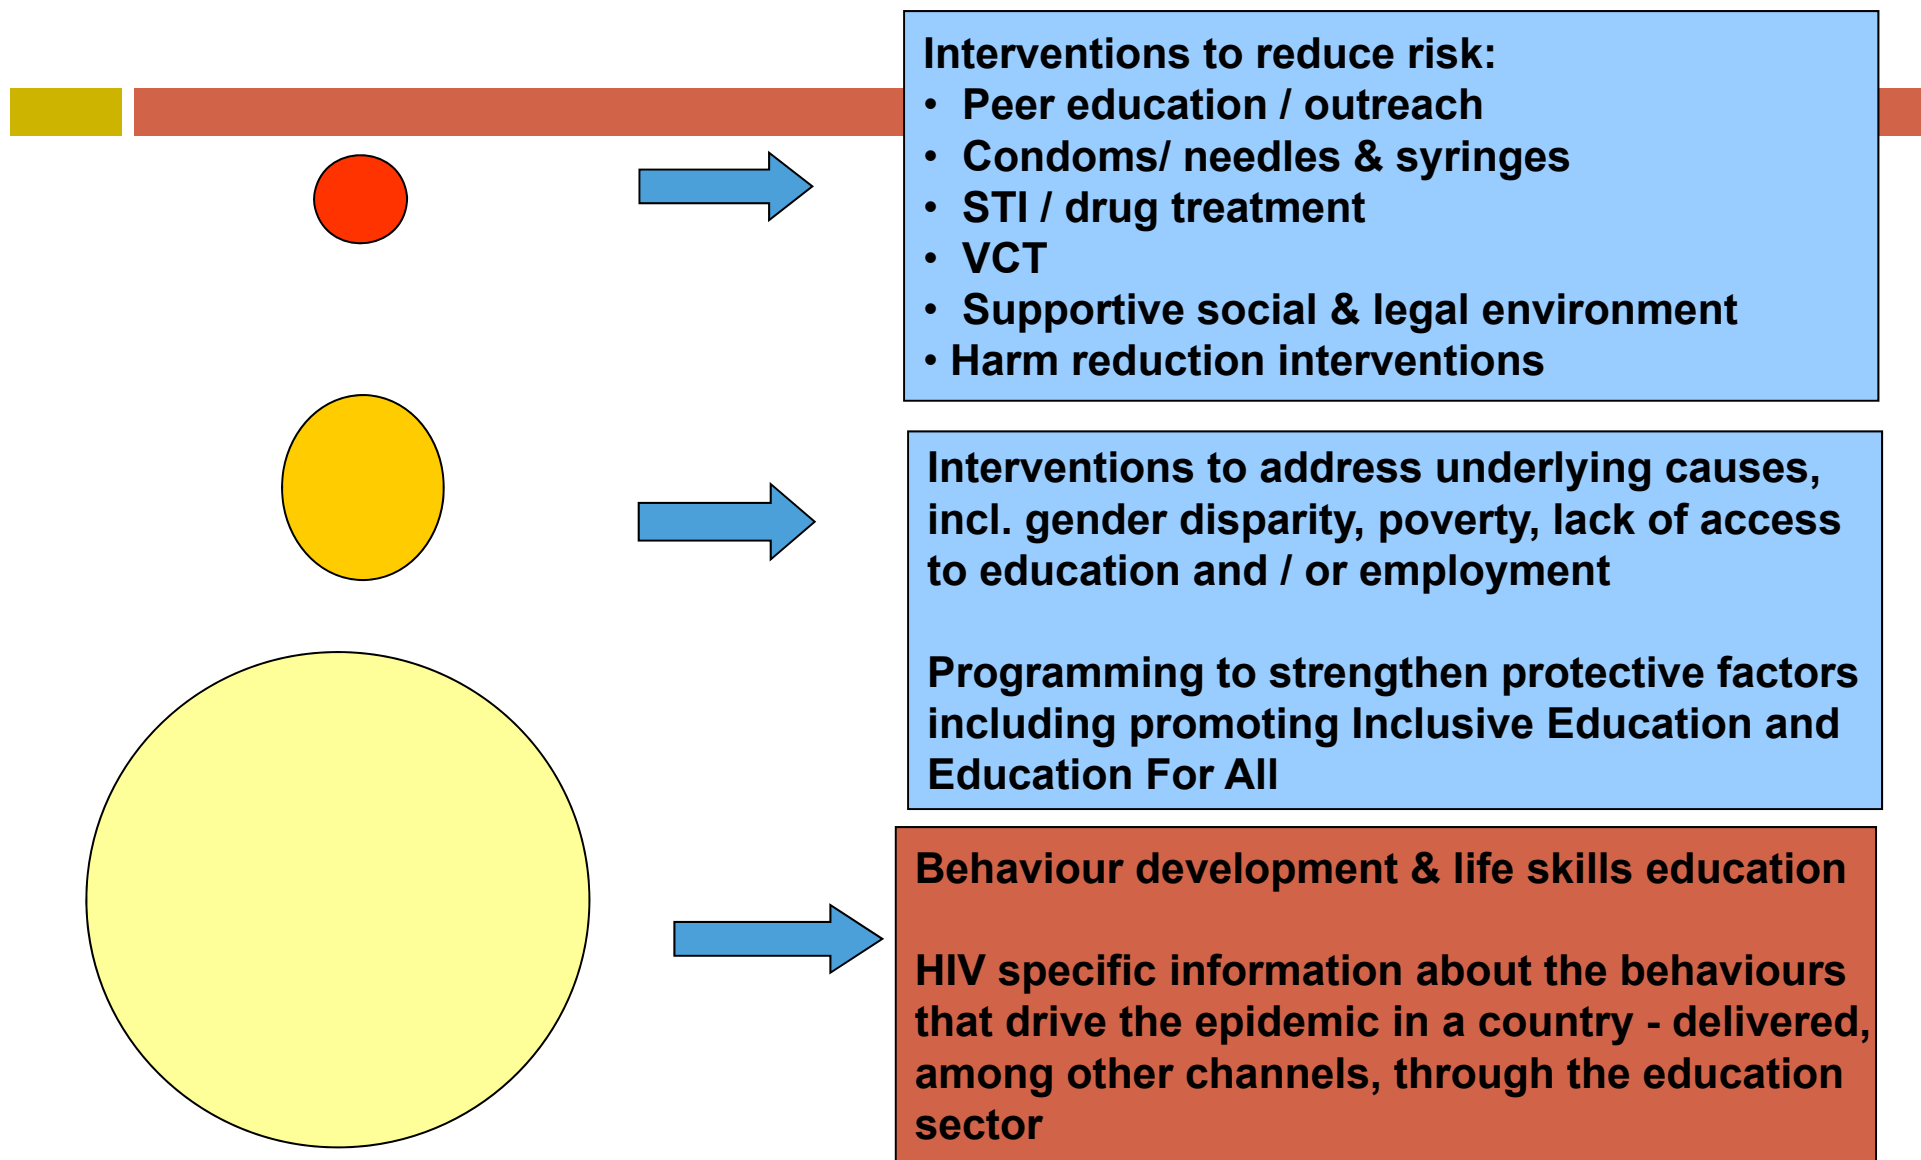 Interventions to reduce risk:
• Peer education / outreach
• Condoms/ needles & syringes
• STI / drug treatment
• VCT
• Supportive social & legal environment
• Harm reduction interventions
Interventions to address underlying causes,
incl. gender disparity, poverty, lack of access
to education and / or employment
Programming to strengthen protective factors
including promoting Inclusive Education and
Education For All
Behaviour development & life skills education
HIV specific information about the behaviours
that drive the epidemic in a country - delivered,
among other channels, through the education
sector